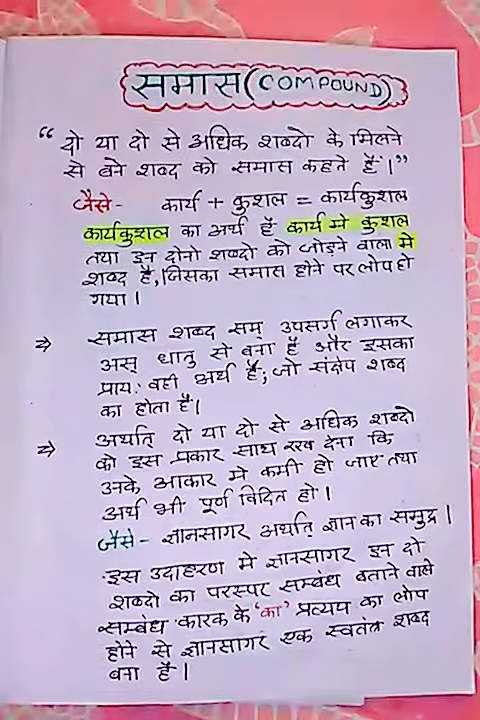 समास (COMPOUND)
“ दो या दो से अधिक शब्दो के मिलने
से बने शब्द को समास कहते हैं।”
जैसे- कार्य + कुशल = कार्यकुशल
कार्यकुशल का अर्थ है कार्य मे कुशल
तथा इन दोनो शब्दो को जोड़ने वाला मे
शब्द है, जिसका समास होने पर लोप हो
गया।
⇒ समास शब्द सम् उपसर्ग लगाकर
अस् धातु से बना है और इसका
प्राय: वही अर्थ है, जो संक्षेप शब्द
का होता है।
⇒ अर्थात् दो या दो से अधिक शब्दो
को इस प्रकार साथ रख देना कि
उनके आकार मे कमी हो जाए तथा
अर्थ भी पूर्ण विदित हो।
जैसे- ज्ञानसागर अर्थात् ज्ञान का समुद्र।
इस उदाहरण मे ज्ञानसागर इन दो
शब्दो का परस्पर सम्बंध बताने वाले
सम्बंध कारक के ‘का’ प्रत्यय का लोप
होने से ज्ञानसागर एक स्वतंत्र शब्द
बना है।